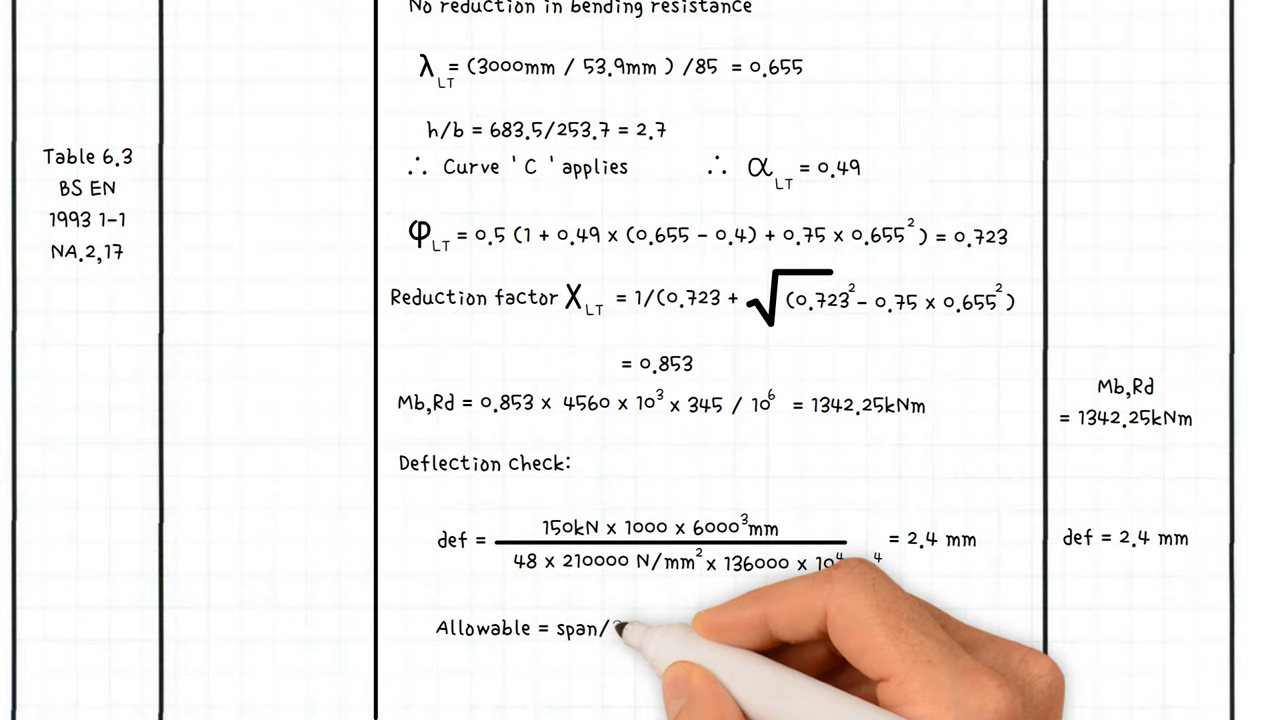 No reduction in bending resistance
λLT = (3000mm / 53.9mm ) /85 = 0.655
h/b = 683.5/253.7 = 2.7
∴ Curve 'C' applies ∴ αLT = 0.49
Table 6.3
BS EN
1993 1-1
NA.2,17
φLT = 0.5 (1 + 0.49 x (0.655 - 0.4) + 0.75 x 0.655²) = 0.723
Reduction factor XLT = 1/(0.723 + √(0.723² - 0.75 x 0.655²)
= 0.853
Mb,Rd = 0.853 x 4560 x 10³ x 345 / 10⁶ = 1342.25kNm
Mb,Rd
= 1342.25kNm
Deflection Check:
def = 150kN x 1000 x 6000³mm
48 x 210000 N/mm² x 136000 x 10⁴ ⁴
= 2.4 mm
def = 2.4 mm
Allowable = span/